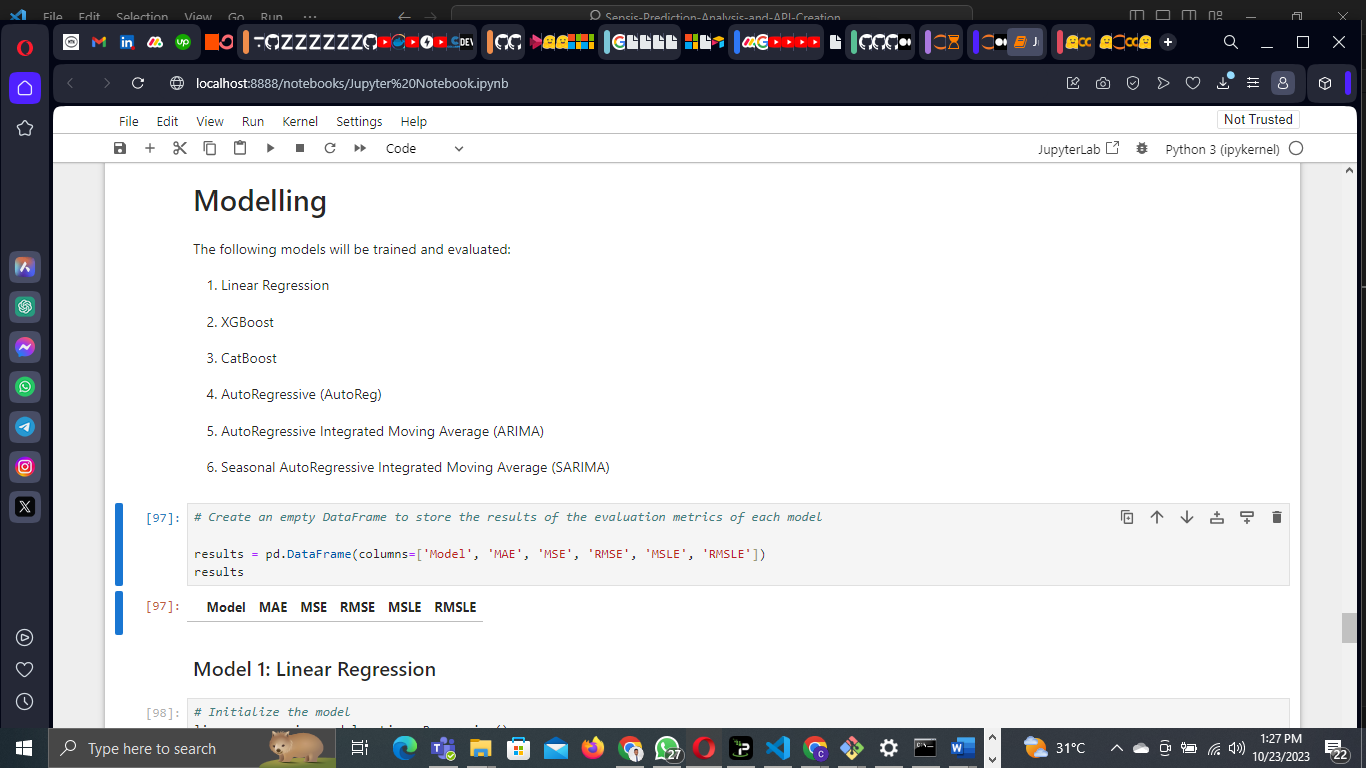 File Edit Selection View Go Run ... Sepsis-Prediction-Analysis-and-API-Creation
localhost:8888/notebooks/Jupyter%20Notebook.ipynb
File Edit View Run Kernel Settings Help Not Trusted
Code JupyterLab Python 3 (ipykernel)
Modelling
The following models will be trained and evaluated:
1. Linear Regression
2. XGBoost
3. CatBoost
4. AutoRegressive (AutoReg)
5. AutoRegressive Integrated Moving Average (ARIMA)
6. Seasonal AutoRegressive Integrated Moving Average (SARIMA)
[97]: # Create an empty DataFrame to store the results of the evaluation metrics of each model
results = pd.DataFrame(columns=['Model', 'MAE', 'MSE', 'RMSE', 'MSLE', 'RMSLE'])
results
[97]: Model MAE MSE RMSE MSLE RMSLE
Model 1: Linear Regression
[98]: # Initialize the model
Type here to search 27 31°C 1:27 PM
10/23/2023 22